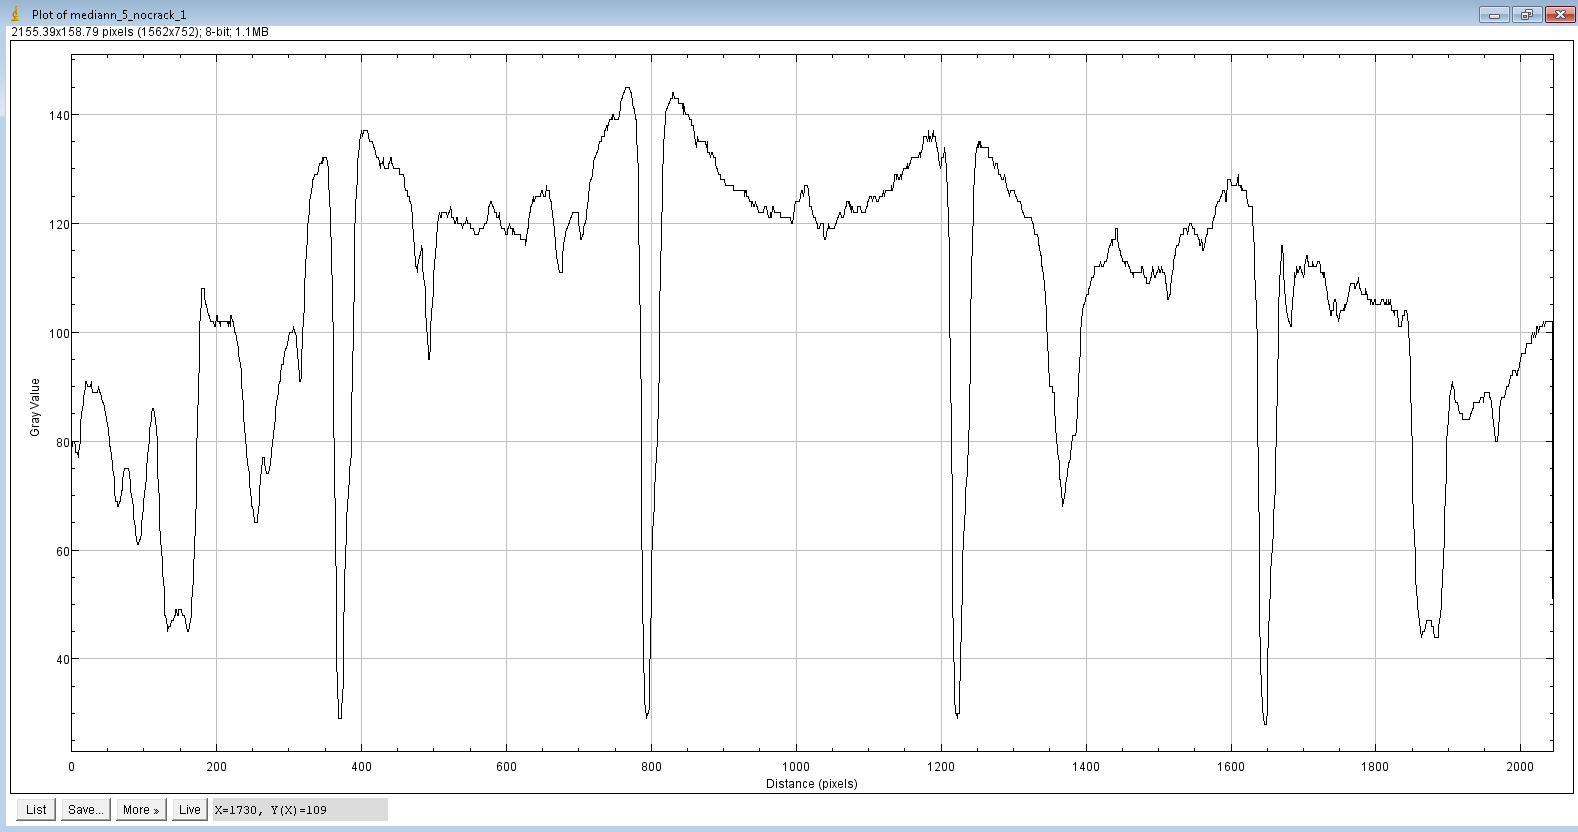 Plot of mediann_5_nocrack_1
2155.39x158.79 pixels (1562x752); 8-bit; 1.1MB
140
120
100
80
60
40
Gray Value
0 200 400 600 800 1000 1200 1400 1600 1800 2000
Distance (pixels)
List Save... More » Live X=1730, Y(X)=109